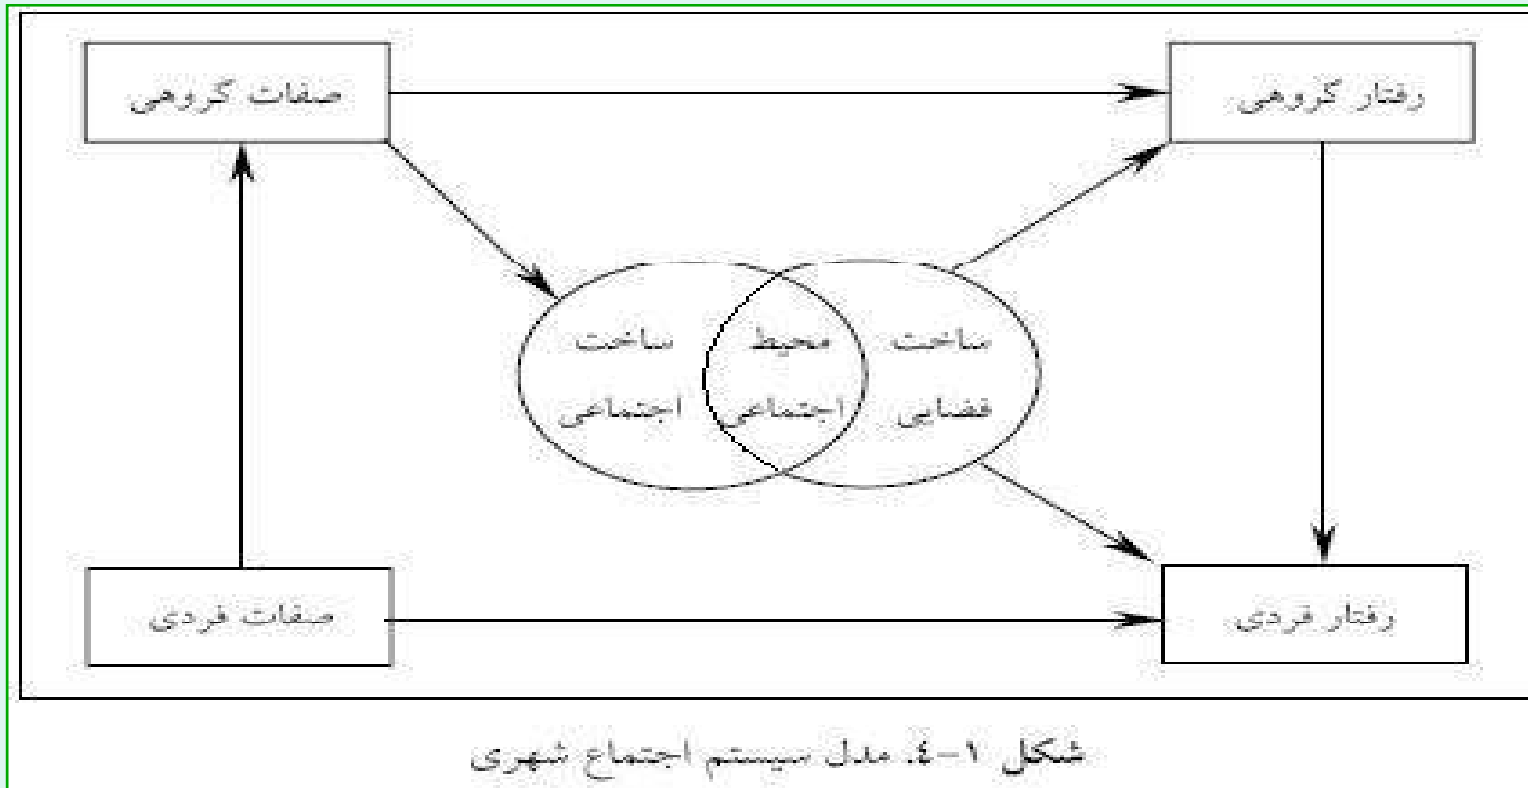 رفتار گروهی
صفات گروهی
ساخت فضایی
محیط اجتماعی
ساخت اجتماعی
رفتار فردی
صفات فردی
شکل ۱-٤. مدل سیستم اجتماع شهری